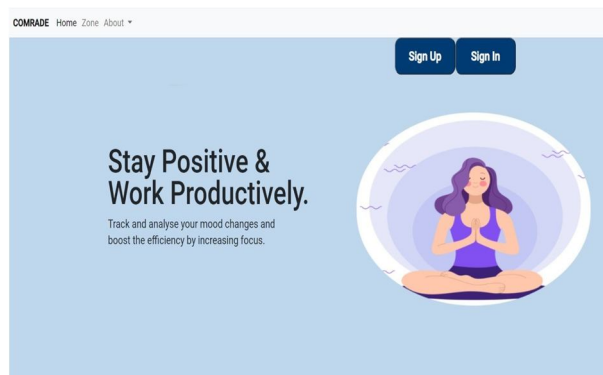 COMRADE Home Zone About
Sign Up Sign In
Stay Positive &
Work Productively.
Track and analyse your mood changes and
boost the efficiency by increasing focus.